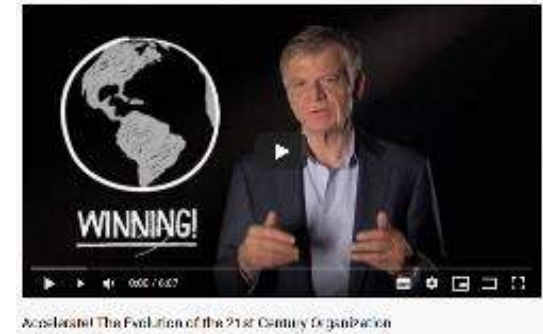 WINNING!
0:00 / 6:07
Accelerate! The Evolution of the 21st Century Organization